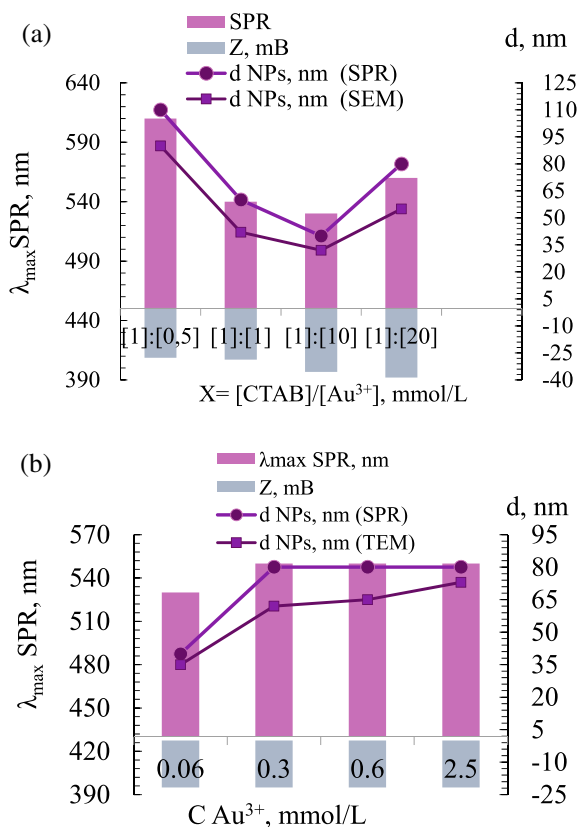 (a)
SPR
Z, mB
d NPs, nm (SPR)
d NPs, nm (SEM)
d, nm
640
590
540
490
440
390
λmax SPR, nm
125
110
95
80
65
50
35
20
5
-10
-25
-40
[1]:[0,5] [1]:[1] [1]:[10] [1]:[20]
X= [CTAB]/[Au³⁺], mmol/L
(b)
λmax SPR, nm
Z, mB
d NPs, nm (SPR)
d NPs, nm (TEM)
d, nm
570
540
510
480
450
420
390
λmax SPR, nm
95
80
65
50
35
20
5
-10
-25
0.06 0.3 0.6 2.5
C Au³⁺, mmol/L